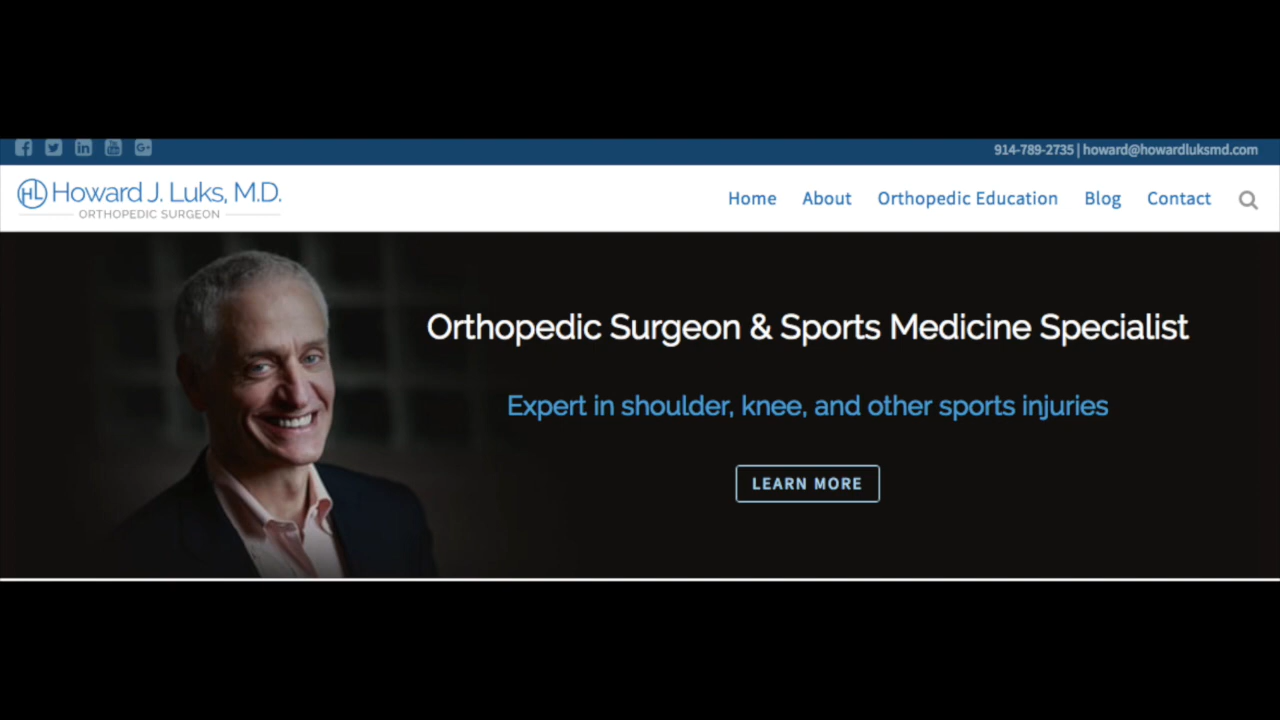 914-789-2735 | howard@howardluksmd.com
HL Howard J. Luks, M.D.
ORTHOPEDIC SURGEON
Home About Orthopedic Education Blog Contact
Orthopedic Surgeon & Sports Medicine Specialist
Expert in shoulder, knee, and other sports injuries
LEARN MORE